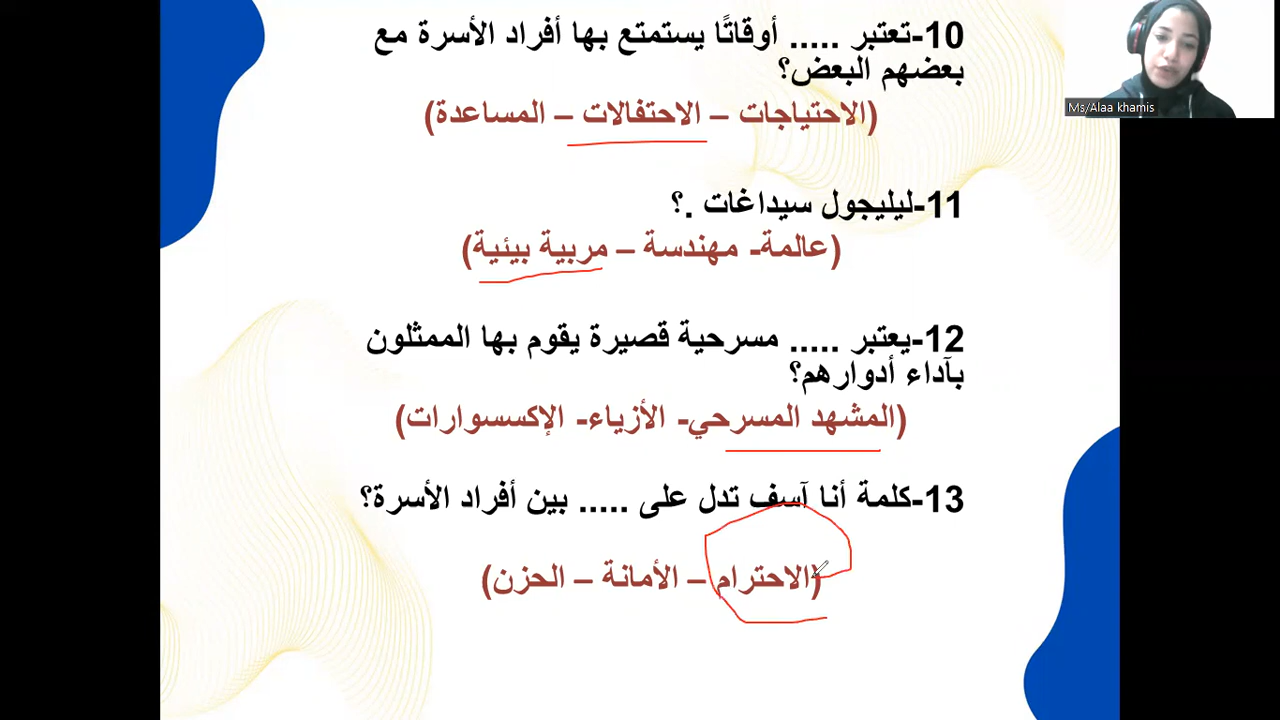 10-تعتبر ..... أوقاتًا يستمتع بها أفراد الأسرة مع
بعضهم البعض؟
(الاحتياجات – الاحتفالات – المساعدة)
11-ليليجول سيداغات .؟
(عالمة- مهندسة – مربية بيئية)
12-يعتبر ..... مسرحية قصيرة يقوم بها الممثلون
بآداء أدوارهم؟
(المشهد المسرحي- الأزياء- الإكسسوارات)
13-كلمة أنا آسف تدل على ..... بين أفراد الأسرة؟
(الاحترام – الأمانة – الحزن)
Ms/Alaa khamis